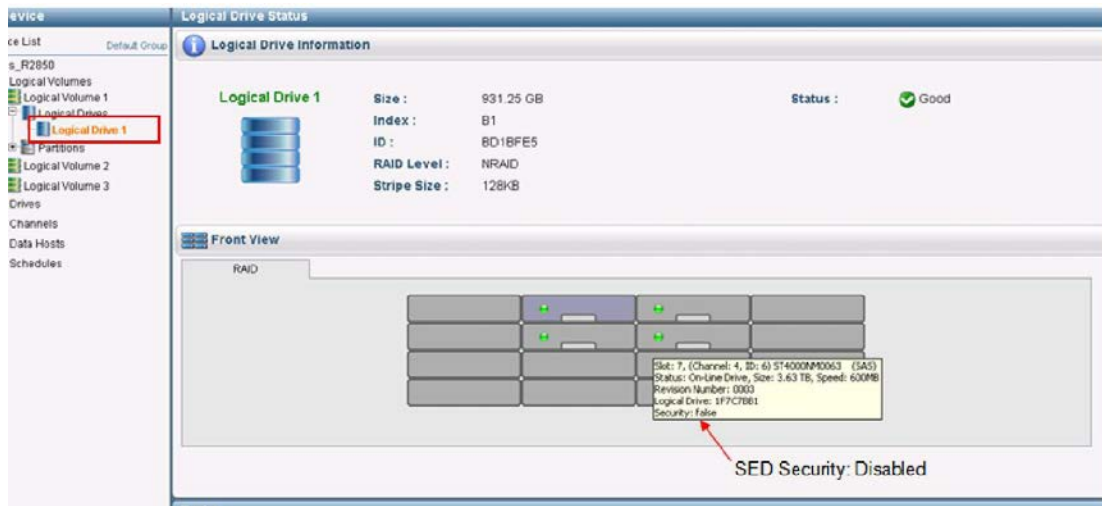 evice
Logical Drive Status
ce List
Default Group
s_R2850
Logical Volumes
Logical Volume 1
Logical Drives
Logical Drive 1
Partitions
Logical Volume 2
Logical Volume 3
Drives
Channels
Data Hosts
Schedules
Logical Drive Information
Logical Drive 1
Size : 931.25 GB
Index : B1
ID : BD1BFE5
RAID Level : NRAID
Stripe Size : 128KB
Status : Good
Front View
RAID
Slot: 7, (Channel: 4, ID: 6) ST4000NM0063 (SAS)
Status: On-Line Drive, Size: 3.63 TB, Speed: 600MB
Revision Number: 0003
Logical Drive: 1F7C7BB1
Security: false
SED Security: Disabled